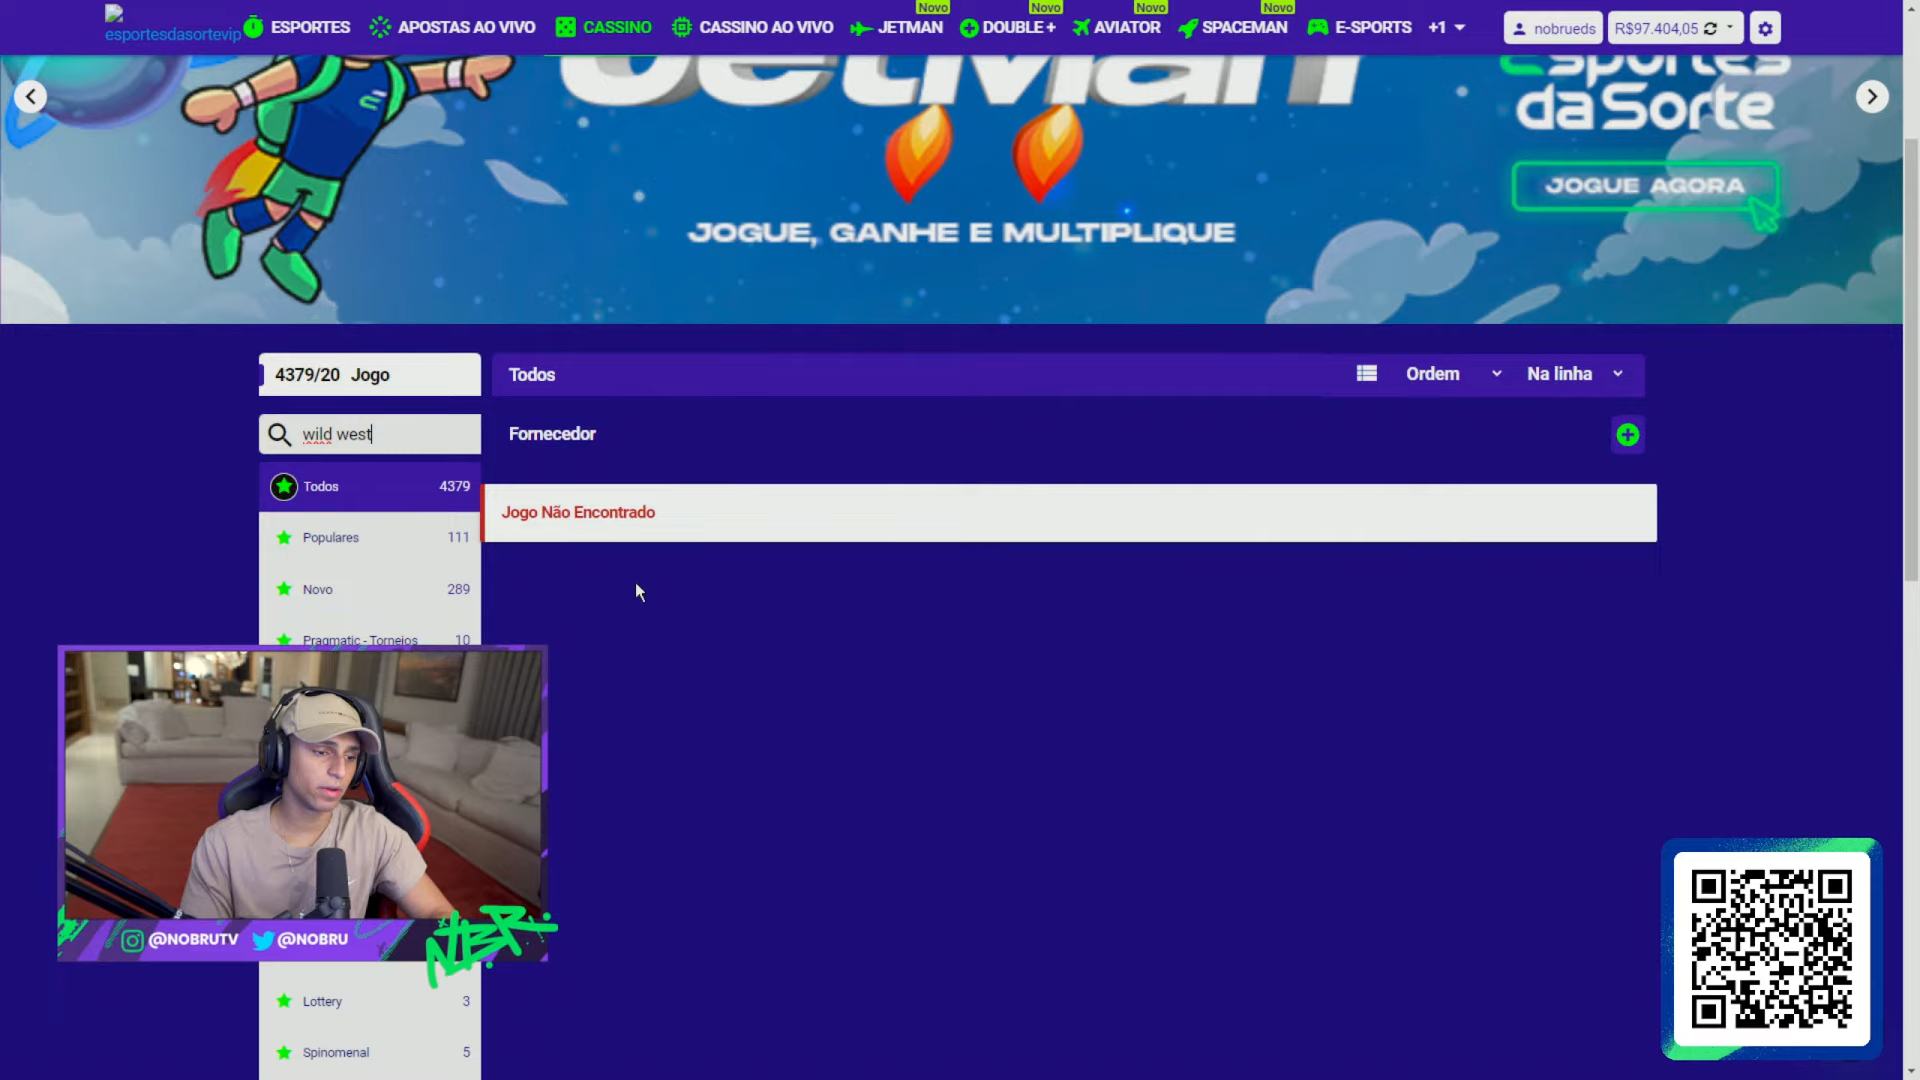 Novo
Novo
Novo
Novo
esportesdasortevip
ESPORTES
APOSTAS AO VIVO
CASSINO
CASSINO AO VIVO
JETMAN
DOUBLE+
AVIATOR
SPACEMAN
E-SPORTS
+1
nobrueds
R$97.404,05
JetMan
Esportes
da Sorte
JOGUE AGORA
JOGUE, GANHE E MULTIPLIQUE
4379/20 Jogo
Todos
Ordem
Na linha
wild west
Fornecedor
Todos 4379
Jogo Não Encontrado
Populares 111
Novo 289
Pragmatic - Torneios 10
@NOBRUTV
@NOBRU
NBR
Lottery 3
Spinomenal 5